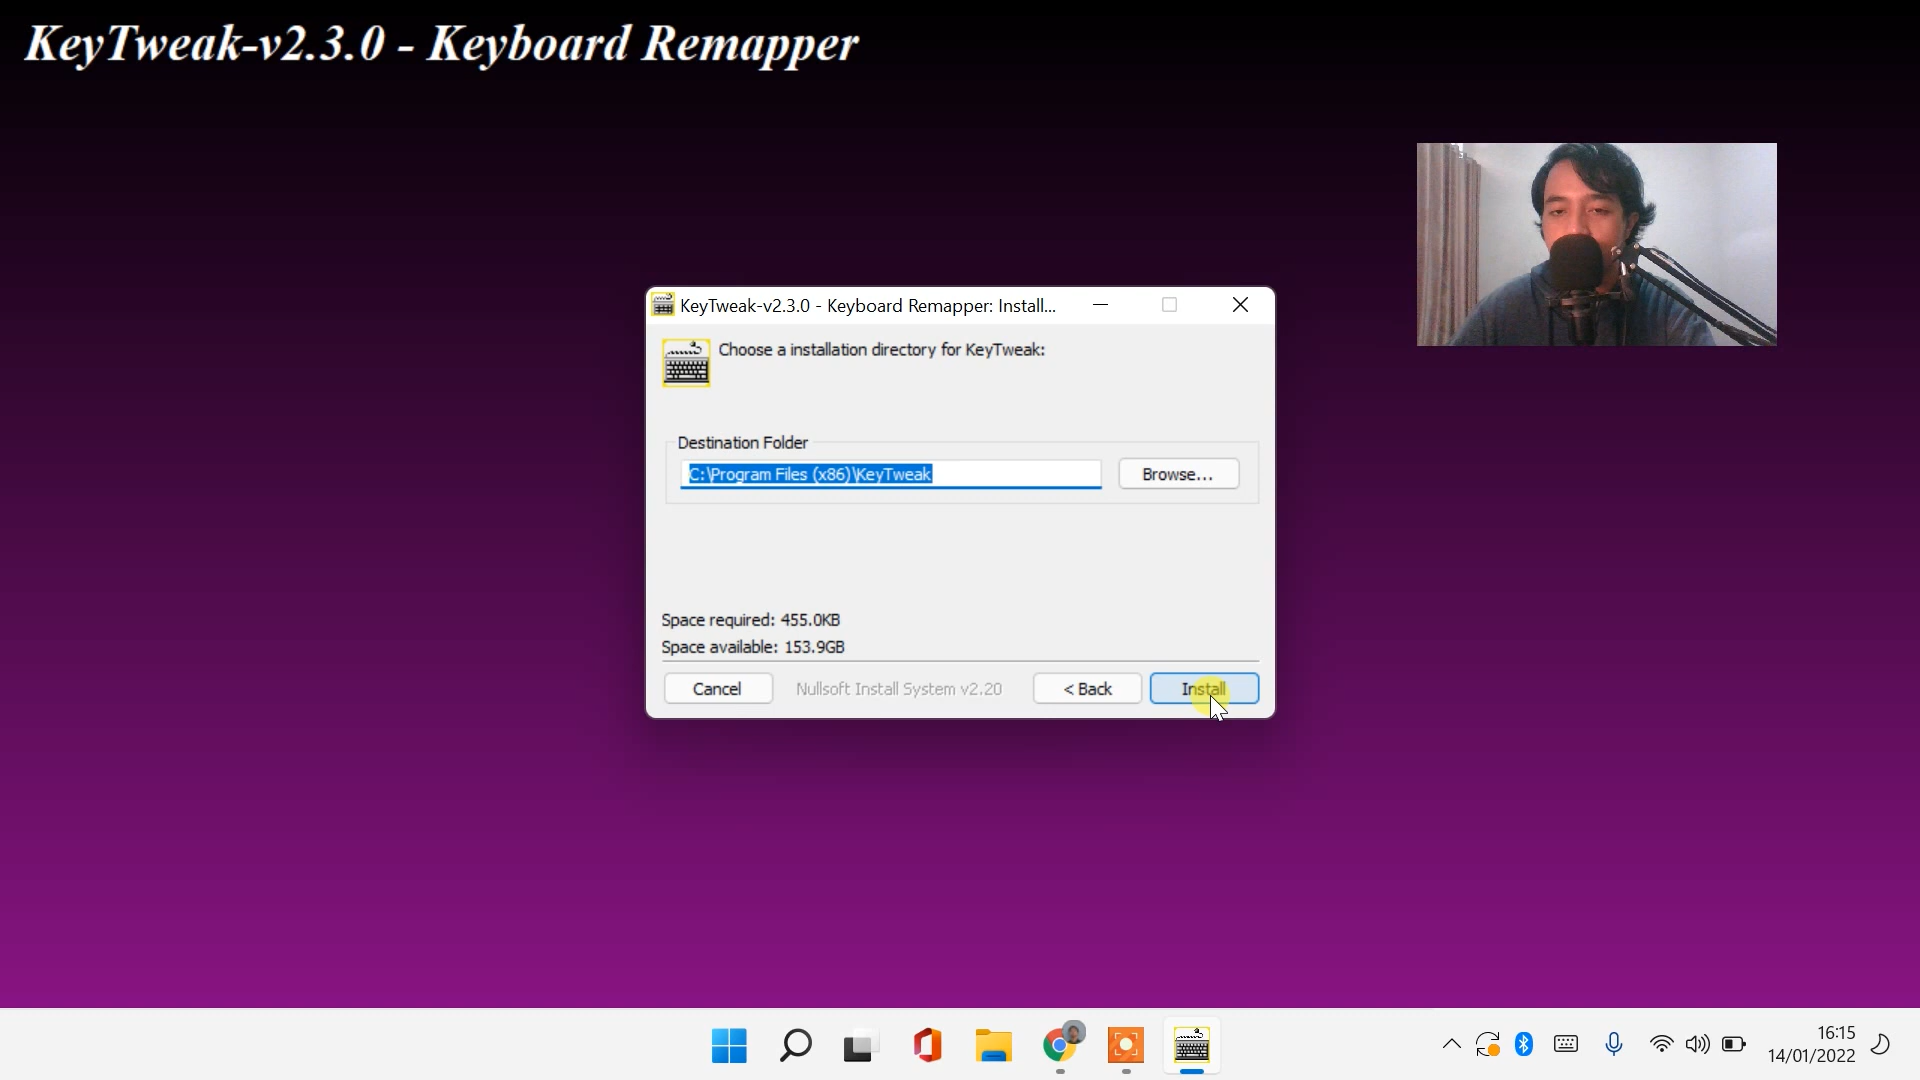 KeyTweak-v2.3.0 - Keyboard Remapper
KeyTweak-v2.3.0 - Keyboard Remapper: Install...
Choose a installation directory for KeyTweak:
Destination Folder
C:\Program Files (x86)\KeyTweak
Browse...
Space required: 455.0KB
Space available: 153.9GB
Cancel
Nullsoft Install System v2.20
< Back
Install
16:15
14/01/2022